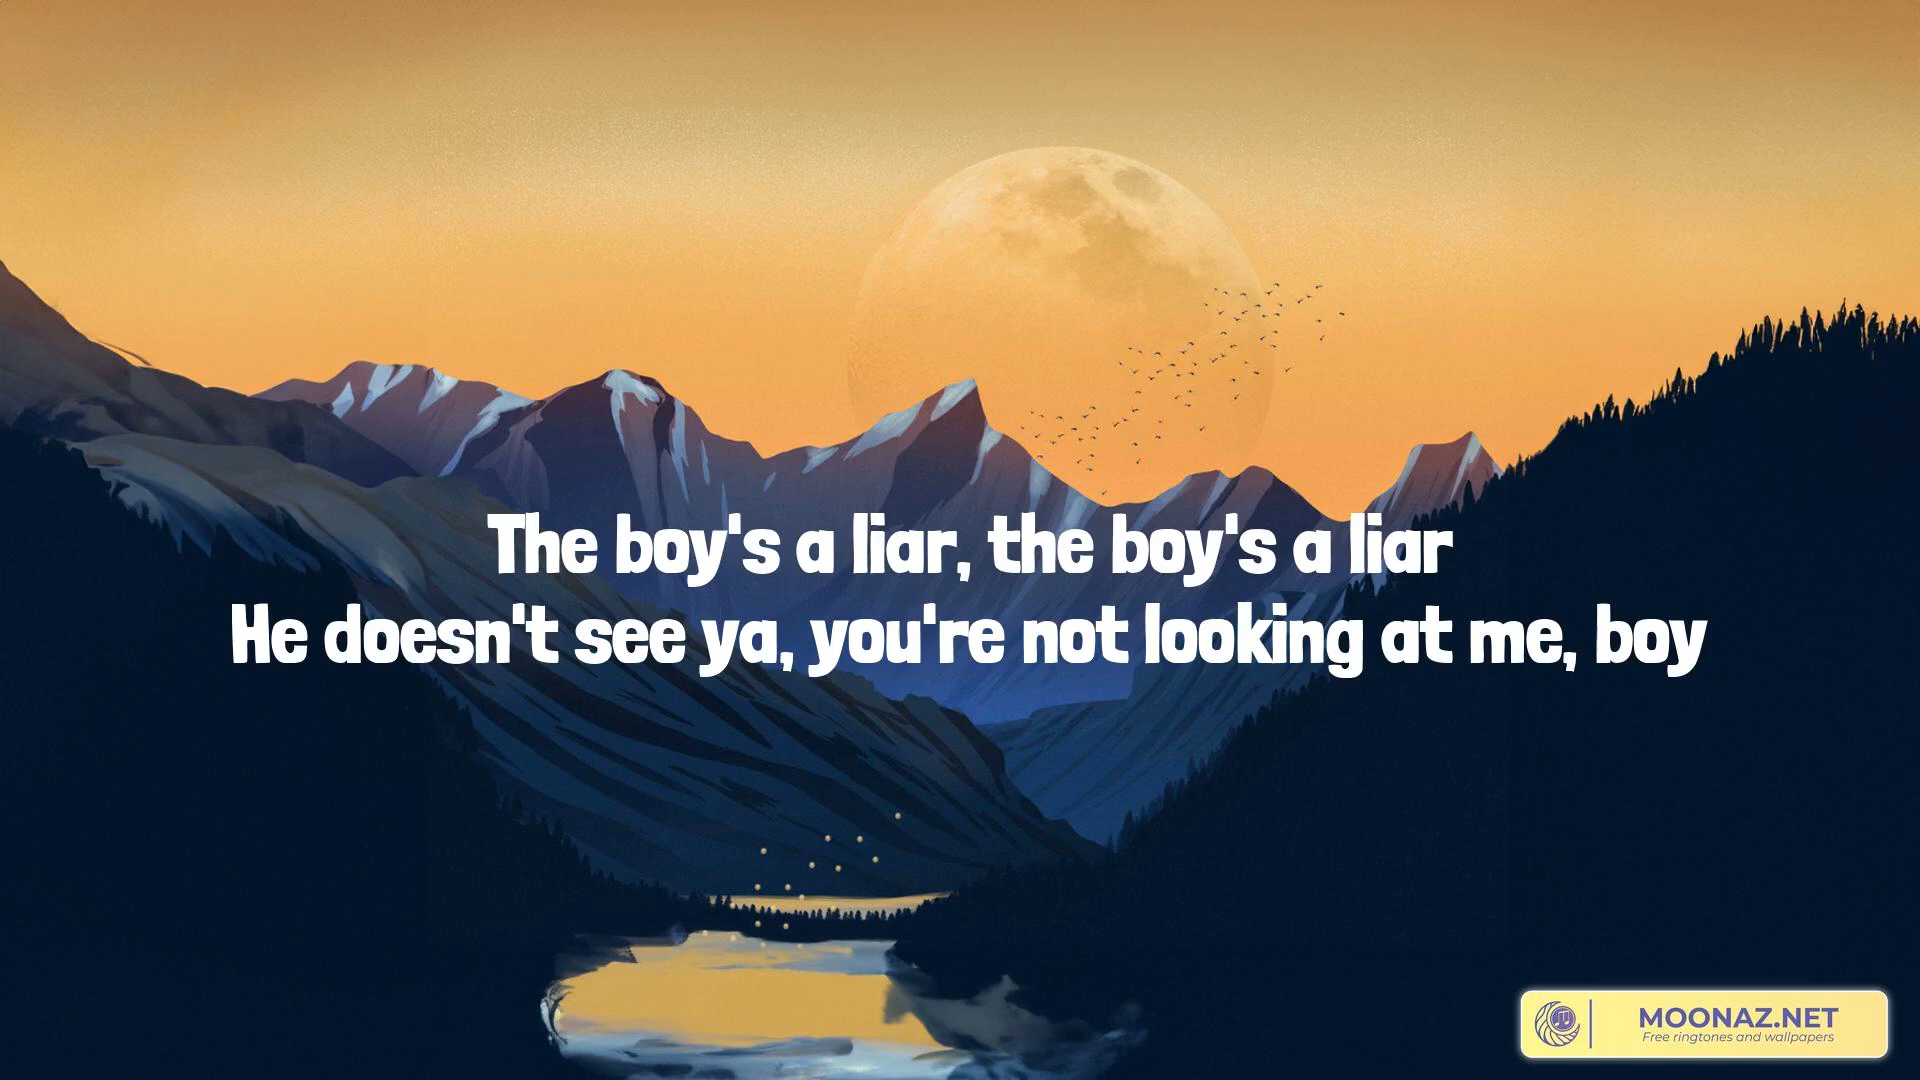 The boy's a liar, the boy's a liar
He doesn't see ya, you're not looking at me, boy
MOONAZ.NET
Free ringtones and wallpapers